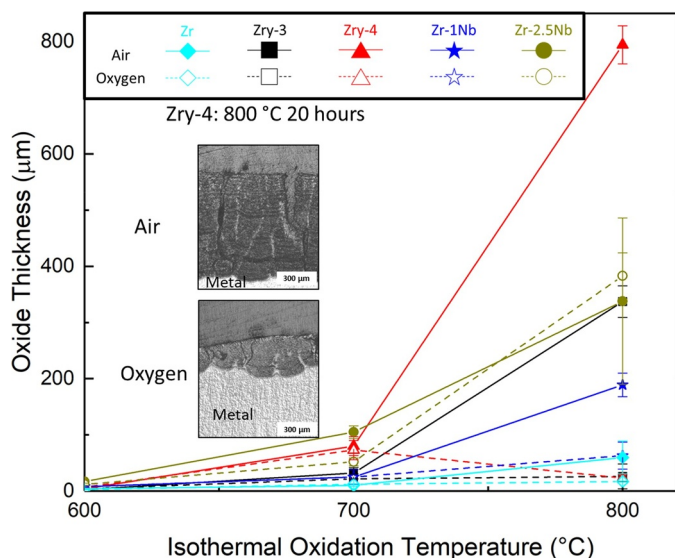 800
Zr Zry-3 Zry-4 Zr-1Nb Zr-2.5Nb
Air
Oxygen
Zry-4: 800 °C 20 hours
600
Air
300 µm
Metal
400
Oxygen
200
Metal
300 µm
0
600 700 800
Oxide Thickness (µm)
Isothermal Oxidation Temperature (°C)